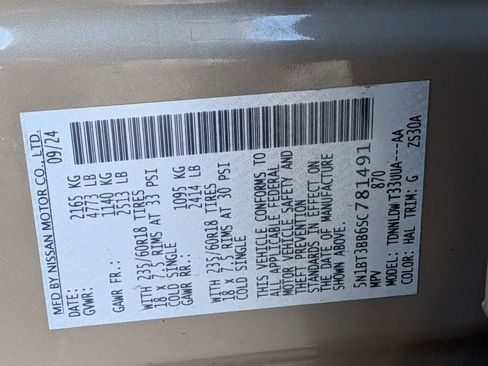 MFD BY NISSAN MOTOR CO., LTD.
09/24
2165 KG
GVWR: 4773 LB
1140 KG
GAWR FR.: 2513 LB
WITH 235/60R18 TIRES
18 X 7.5 RIMS AT 33 PSI
COLD SINGLE
1095 KG
GAWR RR.: 2414 LB
WITH 235/60R18 TIRES
18 X 7.5 RIMS AT 30 PSI
COLD SINGLE
THIS VEHICLE CONFORMS TO
ALL APPLICABLE FEDERAL
MOTOR VEHICLE SAFETY AND
THEFT PREVENTION
STANDARDS IN EFFECT ON
THE DATE OF MANUFACTURE
SHOWN ABOVE.
5N1BT3BB6SC781491
MPV 870
MODEL: TDNNLDWT33UUA---AA
COLOR: HAL TRIM: G ZS30A